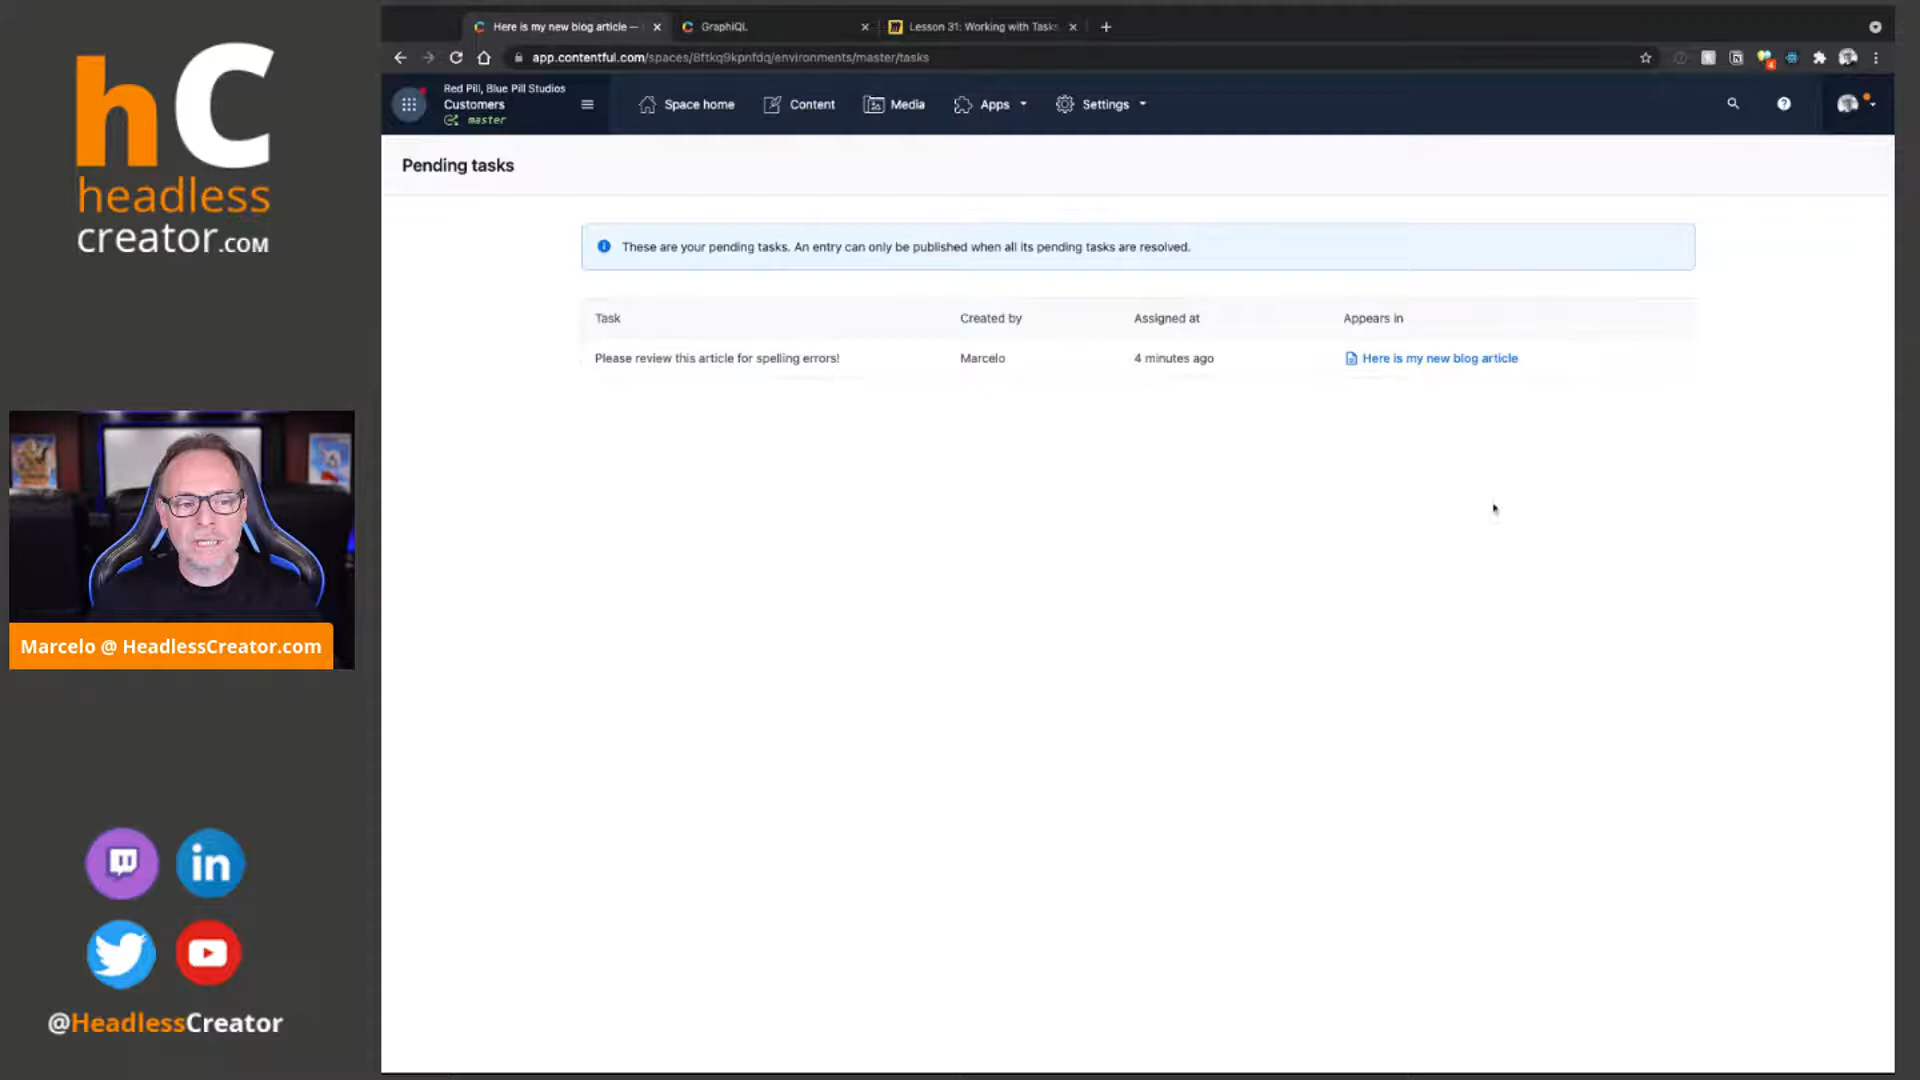 hC
headless
creator.COM
Marcelo @ HeadlessCreator.com
in
@HeadlessCreator
Here is my new blog article —
GraphiQL
Lesson 31: Working with Tasks
app.contentful.com/spaces/8ftkq9kpnfdq/environments/master/tasks
Red Pill, Blue Pill Studios
Customers
master
Space home
Content
Media
Apps
Settings
Pending tasks
These are your pending tasks. An entry can only be published when all its pending tasks are resolved.
Task Created by Assigned at Appears in
Please review this article for spelling errors! Marcelo 4 minutes ago Here is my new blog article